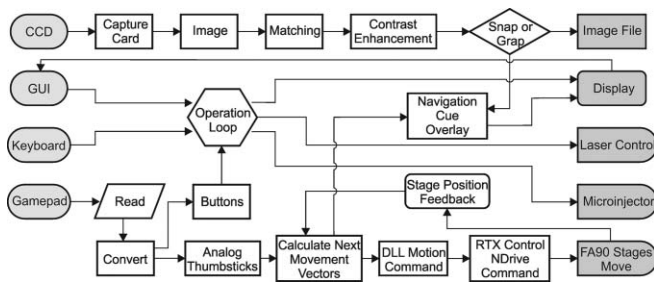 CCD
Capture
Card
Image
Matching
Contrast
Enhancement
Snap or
Grap
Image File
GUI
Operation
Loop
Navigation
Cue
Overlay
Display
Keyboard
Laser Control
Gamepad
Read
Buttons
Stage Position
Feedback
Microinjector
Convert
Analog
Thumbsticks
Calculate Next
Movement
Vectors
DLL Motion
Command
RTX Control
NDrive
Command
FA90 Stages
Move